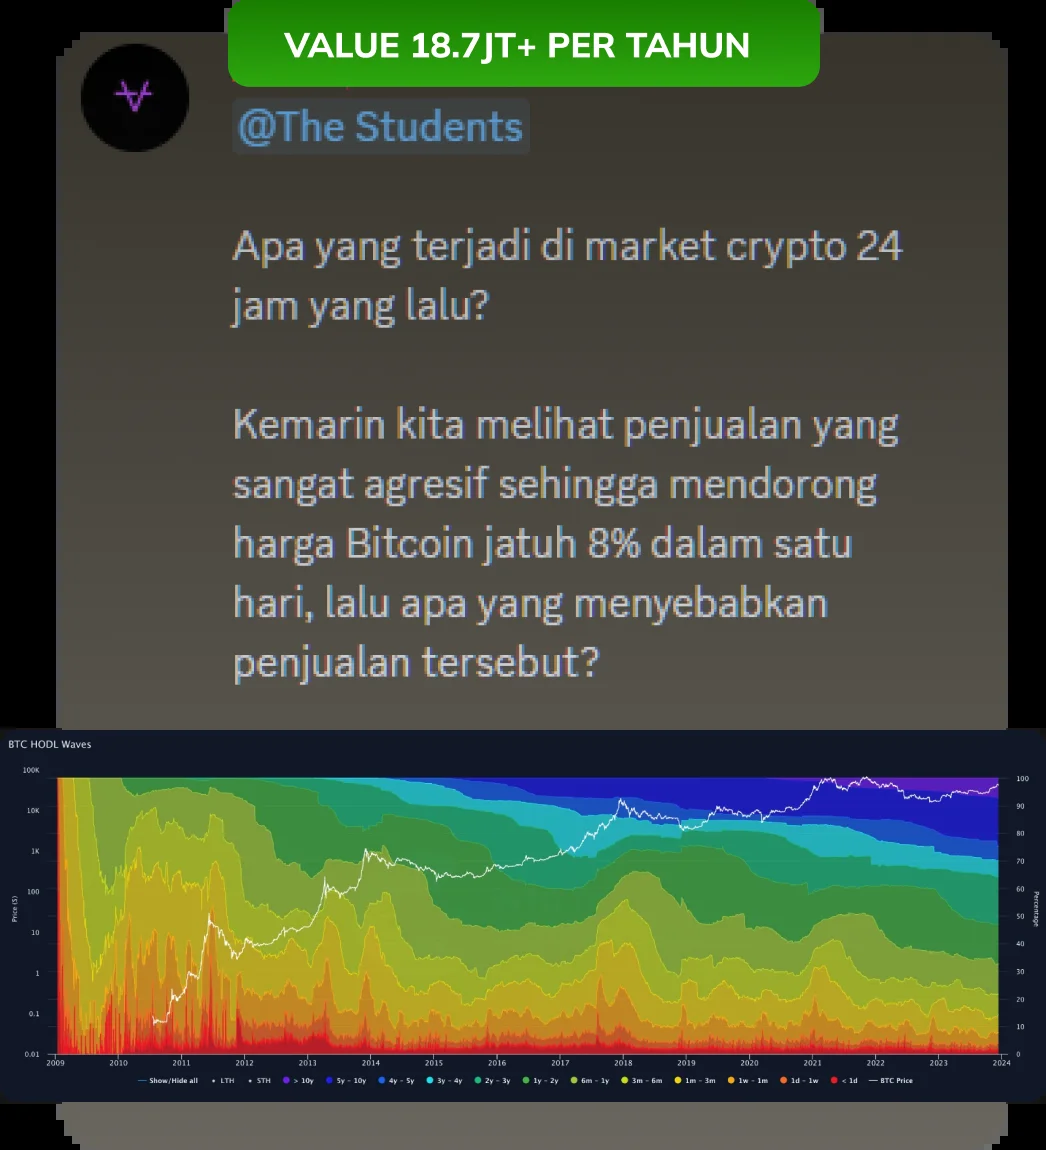 VALUE 18.7JT+ PER TAHUN
@The Students
Apa yang terjadi di market crypto 24
jam yang lalu?
Kemarin kita melihat penjualan yang
sangat agresif sehingga mendorong
harga Bitcoin jatuh 8% dalam satu
hari, lalu apa yang menyebabkan
penjualan tersebut?
BTC HODL Waves
100K
10K
1K
100
10
1
0.1
0.01
Price ($)
100
90
80
70
60
50
40
30
20
10
0
Percentage
2009 2010 2011 2012 2013 2014 2015 2016 2017 2018 2019 2020 2021 2022 2023 2024
Show/Hide all LTH STH > 10y 5y - 10y 4y - 5y 3y - 4y 2y - 3y 1y - 2y 6m - 1y 3m - 6m 1m - 3m 1w - 1m 1d - 1w < 1d BTC Price